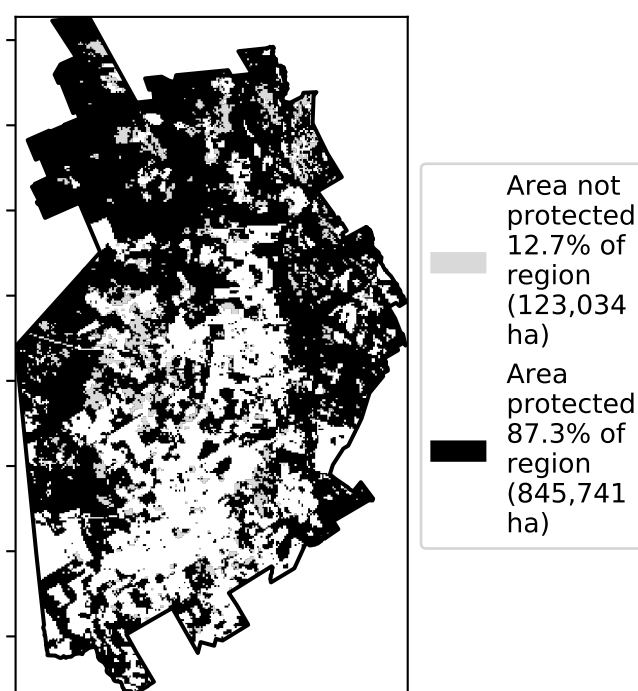 Area not
protected
12.7% of
region
(123,034
ha)
Area
protected
87.3% of
region
(845,741
ha)